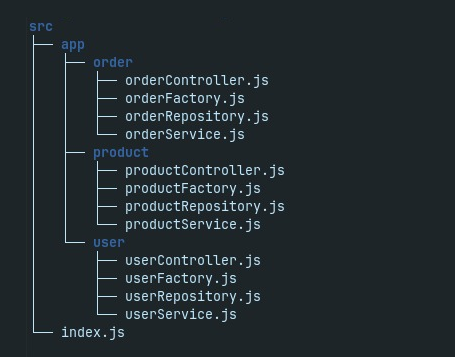 src
├── app
│   ├── order
│   │   ├── orderController.js
│   │   ├── orderFactory.js
│   │   ├── orderRepository.js
│   │   └── orderService.js
│   ├── product
│   │   ├── productController.js
│   │   ├── productFactory.js
│   │   ├── productRepository.js
│   │   └── productService.js
│   └── user
│       ├── userController.js
│       ├── userFactory.js
│       ├── userRepository.js
│       └── userService.js
└── index.js